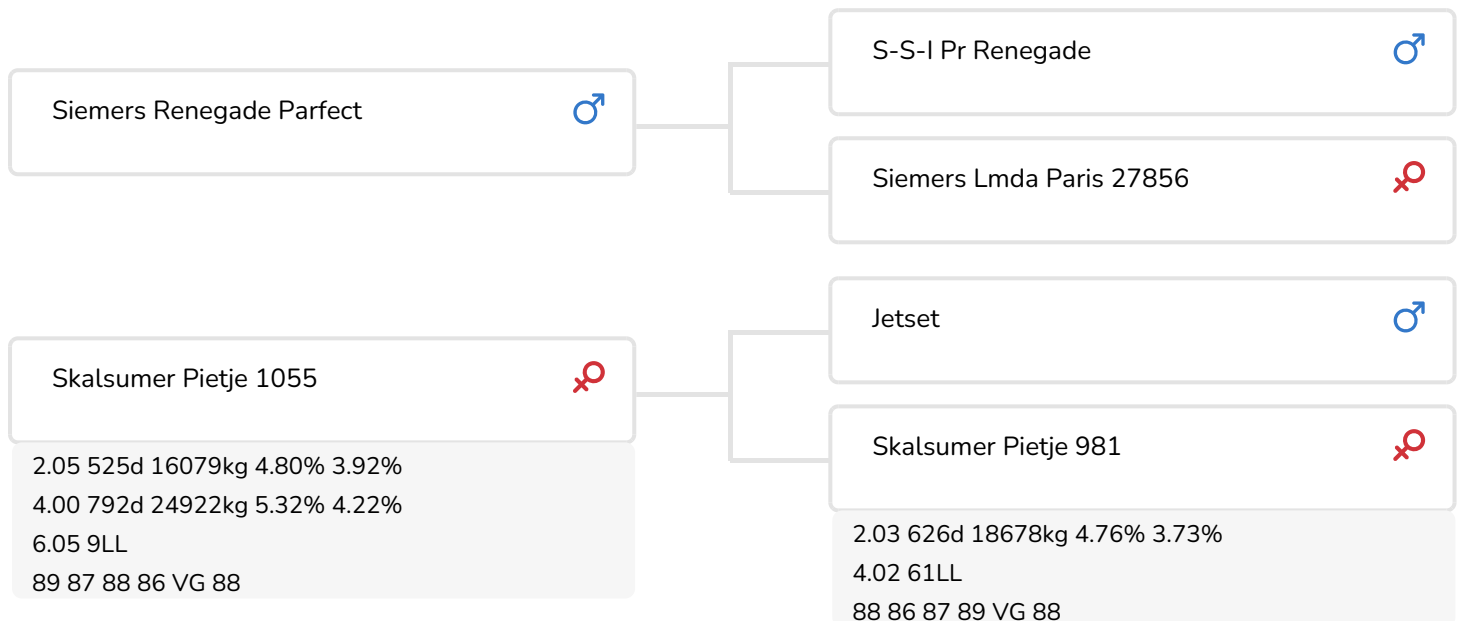 Siemers Renegade Parfect
S-S-I Pr Renegade
Siemers Lmda Paris 27856
Skalsumer Pietje 1055
2.05 525d 16079kg 4.80% 3.92%
4.00 792d 24922kg 5.32% 4.22%
6.05 9LL
89 87 88 86 VG 88
Jetset
Skalsumer Pietje 981
2.03 626d 18678kg 4.76% 3.73%
4.02 61LL
88 86 87 89 VG 88